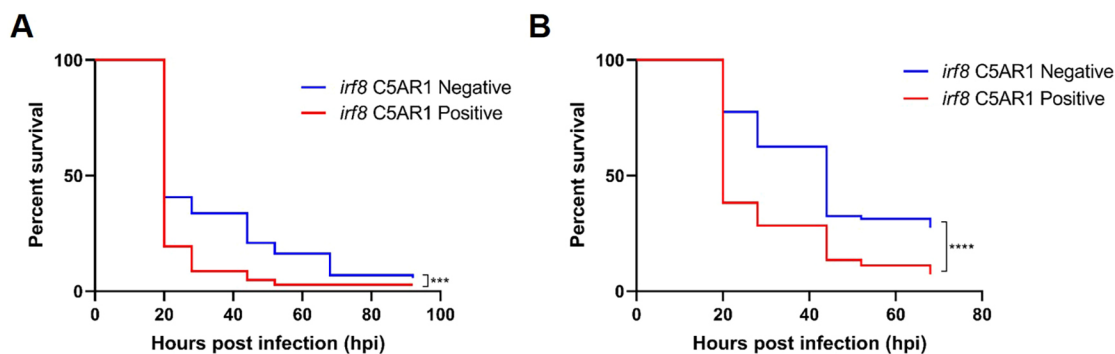 A
Percent survival
100
50
0
irf8 C5AR1 Negative
irf8 C5AR1 Positive
***
0 20 40 60 80 100
Hours post infection (hpi)
B
Percent survival
100
50
0
irf8 C5AR1 Negative
irf8 C5AR1 Positive
****
0 20 40 60 80
Hours post infection (hpi)